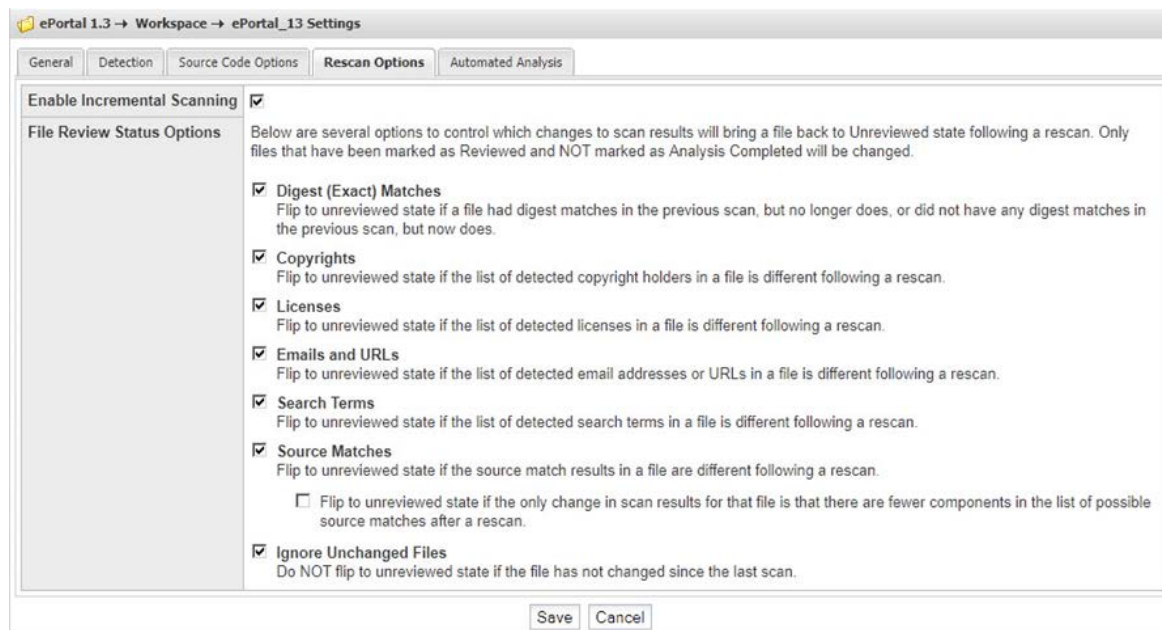 ePortal 1.3 → Workspace → ePortal_13 Settings
General Detection Source Code Options Rescan Options Automated Analysis
Enable Incremental Scanning
File Review Status Options
Below are several options to control which changes to scan results will bring a file back to Unreviewed state following a rescan. Only
files that have been marked as Reviewed and NOT marked as Analysis Completed will be changed.
Digest (Exact) Matches
Flip to unreviewed state if a file had digest matches in the previous scan, but no longer does, or did not have any digest matches in
the previous scan, but now does.
Copyrights
Flip to unreviewed state if the list of detected copyright holders in a file is different following a rescan.
Licenses
Flip to unreviewed state if the list of detected licenses in a file is different following a rescan.
Emails and URLs
Flip to unreviewed state if the list of detected email addresses or URLs in a file is different following a rescan.
Search Terms
Flip to unreviewed state if the list of detected search terms in a file is different following a rescan.
Source Matches
Flip to unreviewed state if the source match results in a file are different following a rescan.
Flip to unreviewed state if the only change in scan results for that file is that there are fewer components in the list of possible
source matches after a rescan.
Ignore Unchanged Files
Do NOT flip to unreviewed state if the file has not changed since the last scan.
Save Cancel